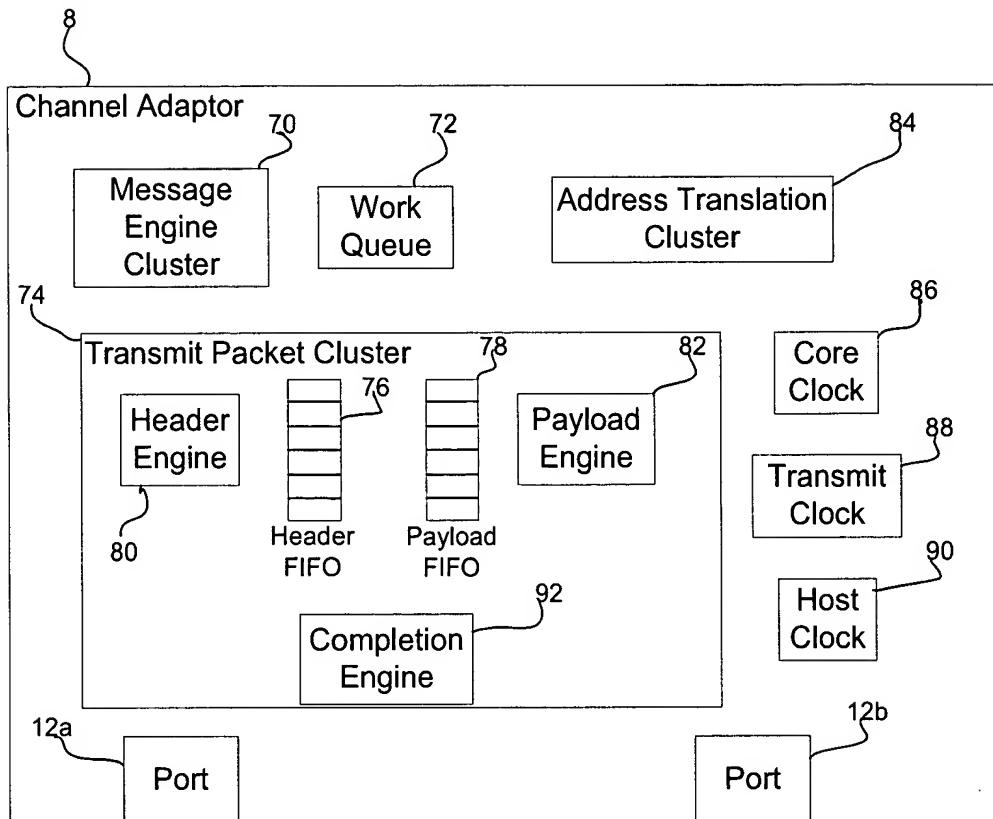 8
Channel Adaptor
70
72
84
Message
Engine
Cluster
Work
Queue
Address Translation
Cluster
74
86
Transmit Packet Cluster
78
82
76
Core
Clock
Header
Engine
Payload
Engine
88
Transmit
Clock
80
Header
FIFO
Payload
FIFO
90
Host
Clock
92
Completion
Engine
12a
12b
Port
Port